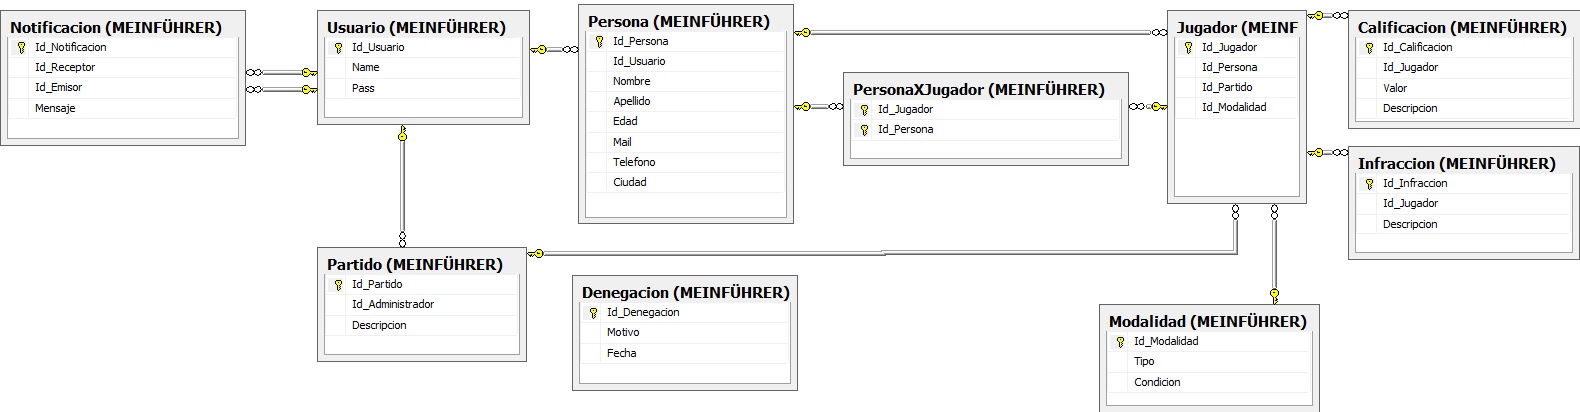 Notificacion (MEINFÜHRER)
Id_Notificacion
Id_Receptor
Id_Emisor
Mensaje
Usuario (MEINFÜHRER)
Id_Usuario
Name
Pass
Persona (MEINFÜHRER)
Id_Persona
Id_Usuario
Nombre
Apellido
Edad
Mail
Telefono
Ciudad
PersonaXJugador (MEINFÜHRER)
Id_Jugador
Id_Persona
Jugador (MEINF
Id_Jugador
Id_Persona
Id_Partido
Id_Modalidad
Calificacion (MEINFÜHRER)
Id_Calificacion
Id_Jugador
Valor
Descripcion
Infraccion (MEINFÜHRER)
Id_Infraccion
Id_Jugador
Descripcion
Partido (MEINFÜHRER)
Id_Partido
Id_Administrador
Descripcion
Denegacion (MEINFÜHRER)
Id_Denegacion
Motivo
Fecha
Modalidad (MEINFÜHRER)
Id_Modalidad
Tipo
Condicion